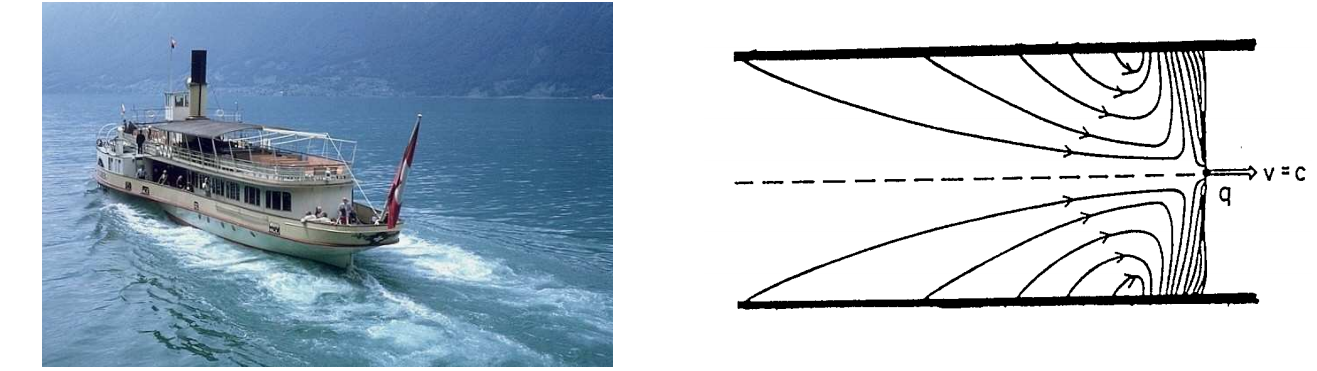 v = c
q